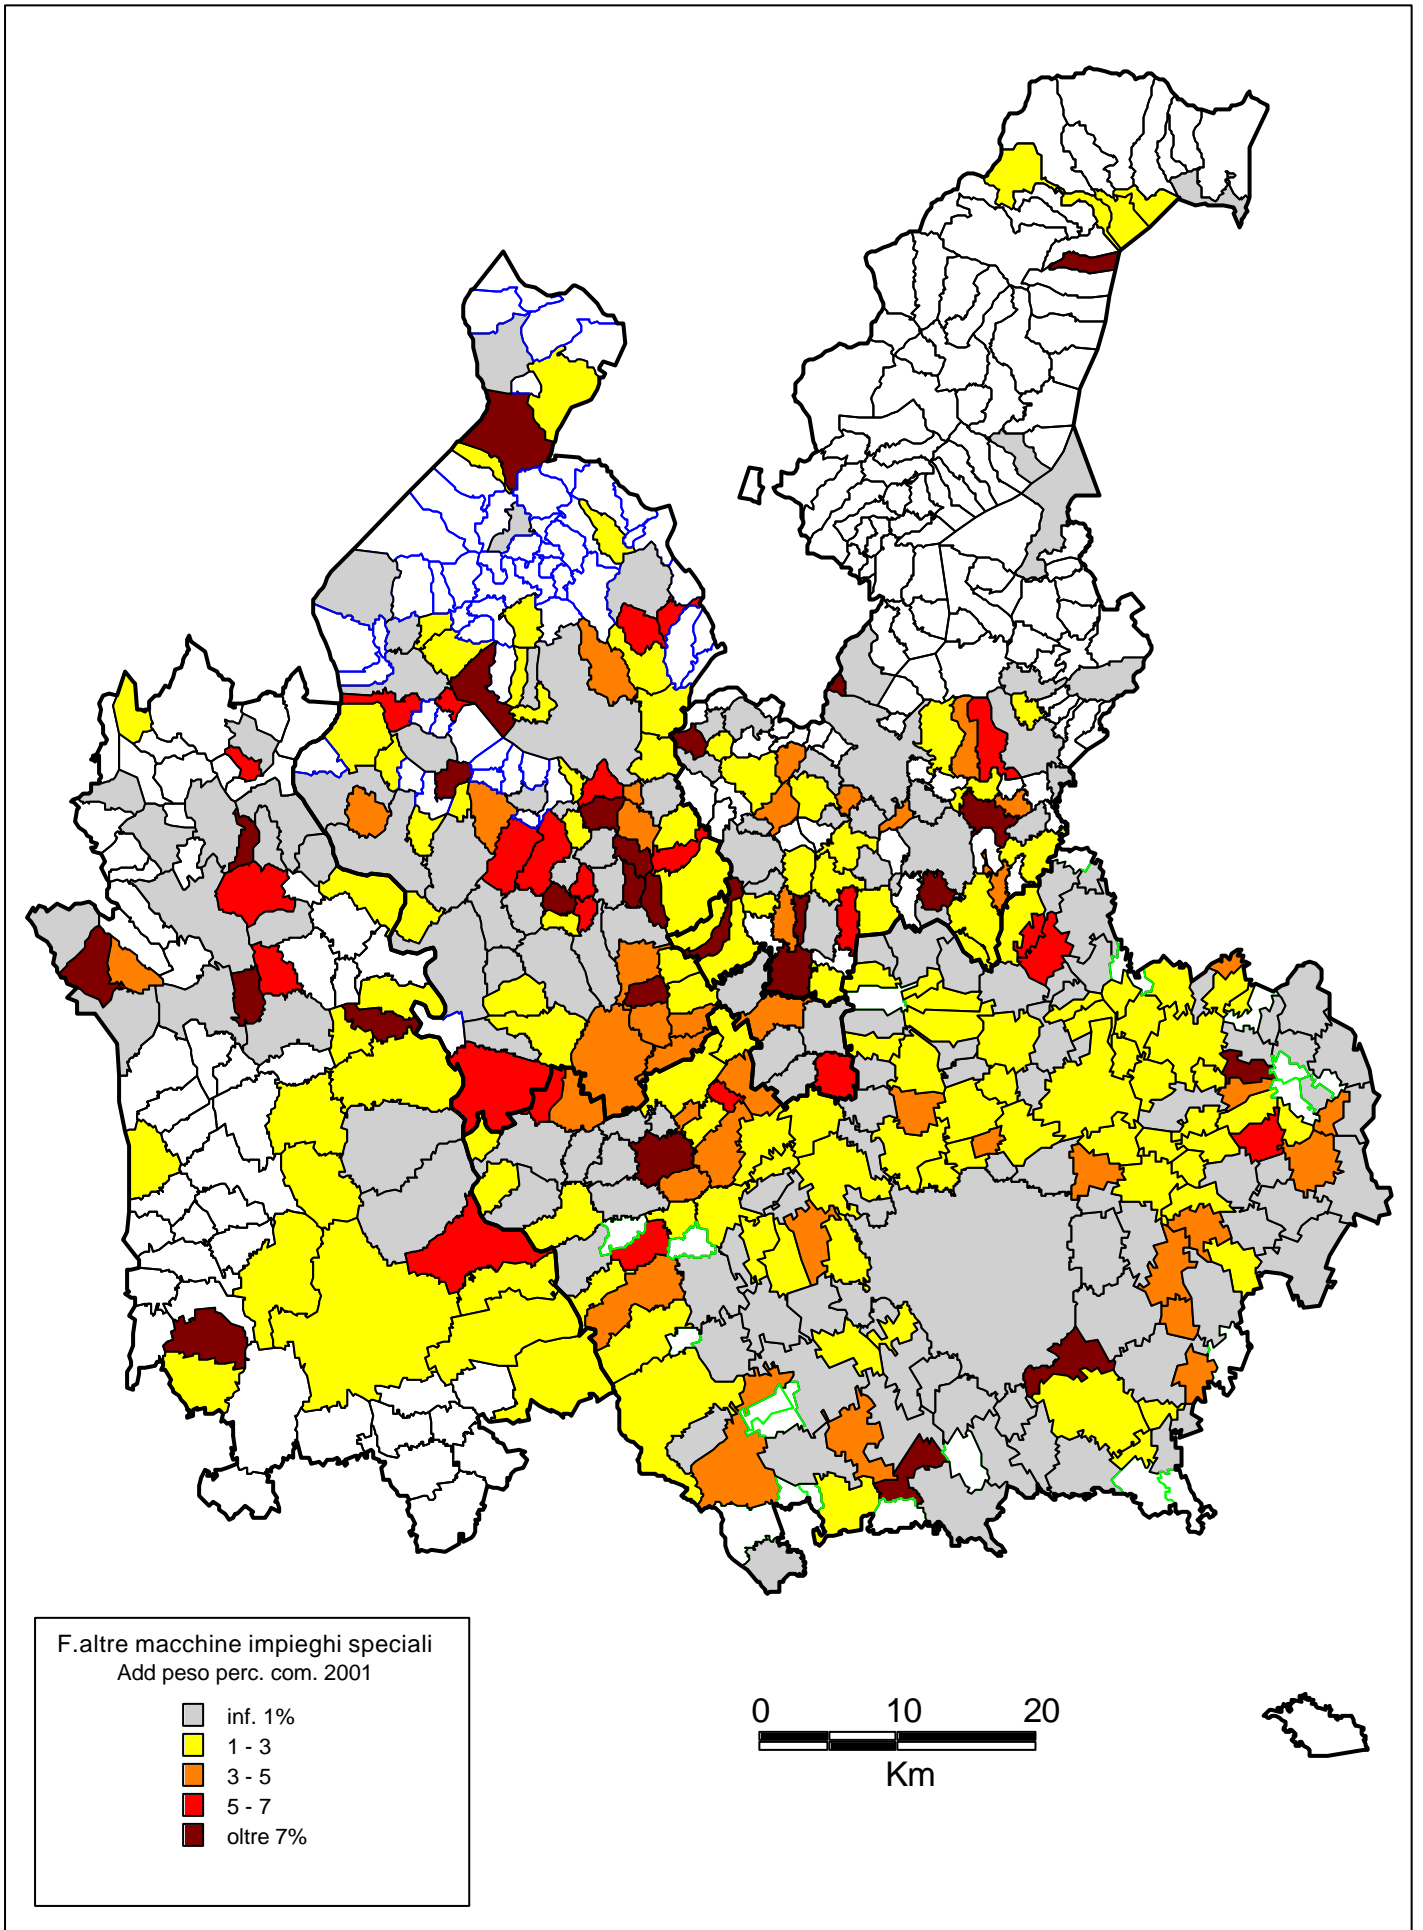 F.altre macchine impieghi speciali
Add peso perc. com. 2001
inf. 1%
1 - 3
3 - 5
5 - 7
oltre 7%
0 10 20
Km